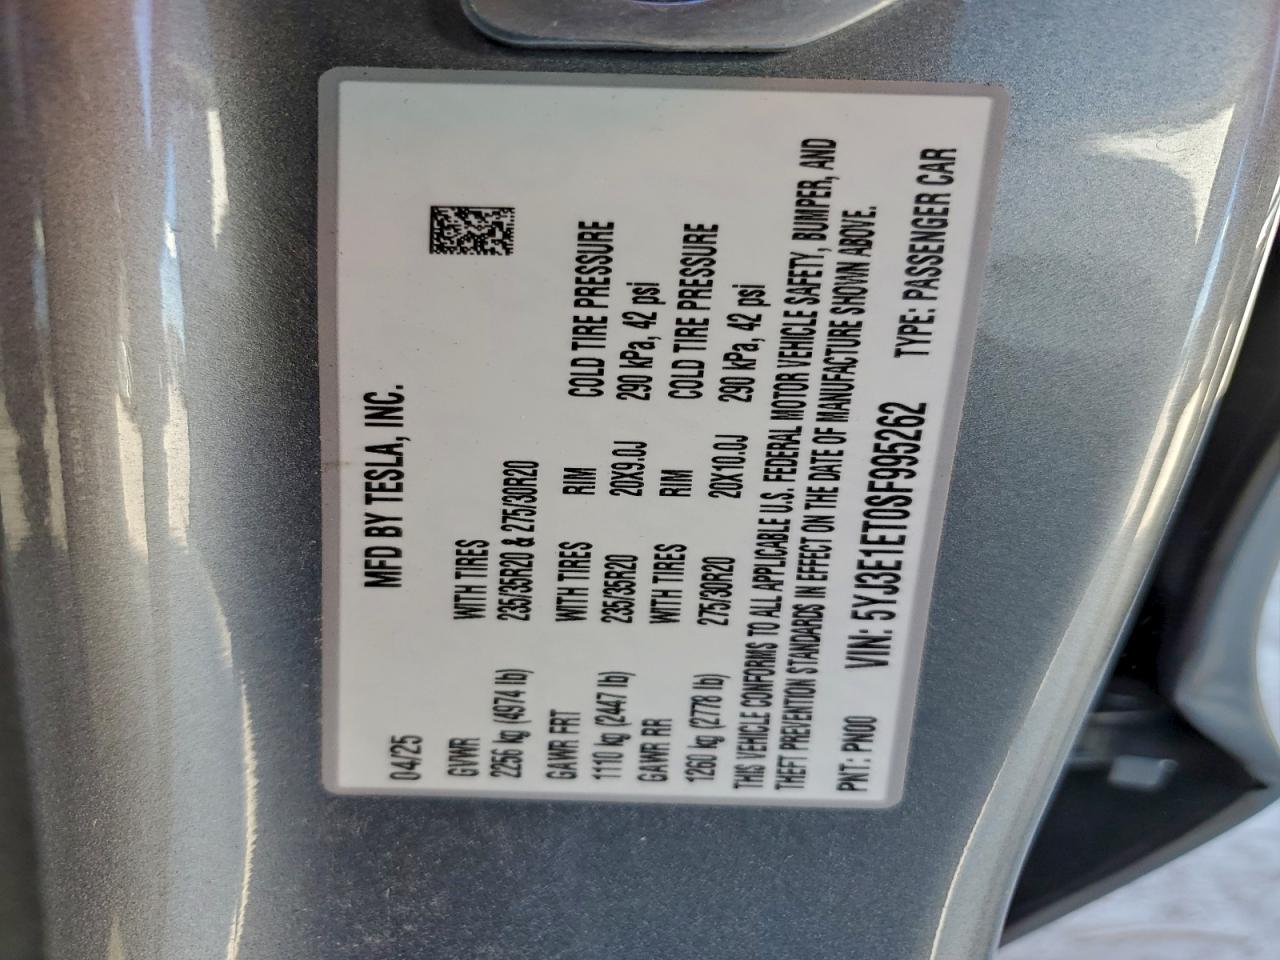 MFD BY TESLA, INC.
04/25
GVWR WITH TIRES
2256 kg (4974 lb) 235/35R20 & 275/30R20
GAWR FRT WITH TIRES RIM COLD TIRE PRESSURE
1110 kg (2447 lb) 235/35R20 20X9.0J 290 kPa, 42 psi
GAWR RR WITH TIRES RIM COLD TIRE PRESSURE
1260 kg (2778 lb) 275/30R20 20X10.0J 290 kPa, 42 psi
THIS VEHICLE CONFORMS TO ALL APPLICABLE U.S. FEDERAL MOTOR VEHICLE SAFETY, BUMPER, AND
THEFT PREVENTION STANDARDS IN EFFECT ON THE DATE OF MANUFACTURE SHOWN ABOVE.
PNT: PN00 VIN: 5YJ3E1ET0SF995262 TYPE: PASSENGER CAR